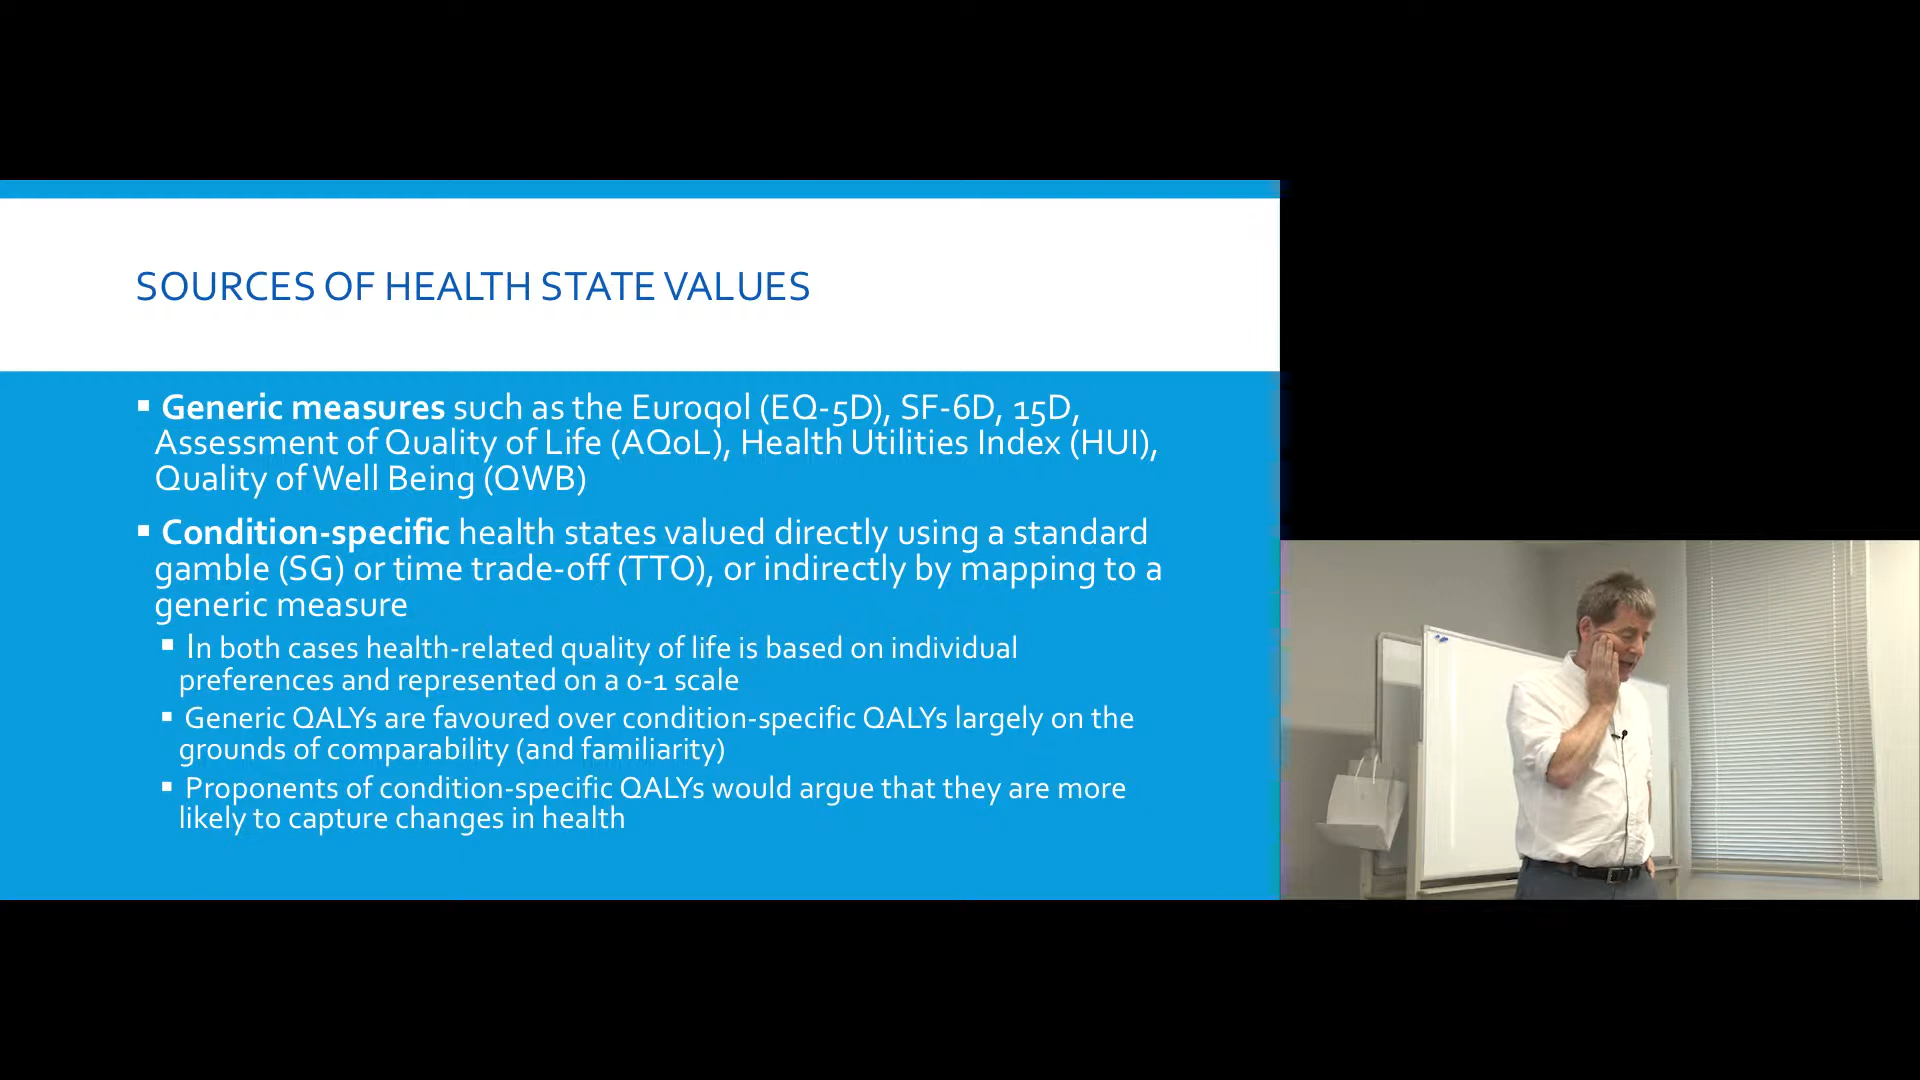 SOURCES OF HEALTH STATE VALUES
▪ Generic measures such as the Euroqol (EQ-5D), SF-6D, 15D,
Assessment of Quality of Life (AQoL), Health Utilities Index (HUI),
Quality of Well Being (QWB)
▪ Condition-specific health states valued directly using a standard
gamble (SG) or time trade-off (TTO), or indirectly by mapping to a
generic measure
▪ In both cases health-related quality of life is based on individual
preferences and represented on a 0-1 scale
▪ Generic QALYs are favoured over condition-specific QALYs largely on the
grounds of comparability (and familiarity)
▪ Proponents of condition-specific QALYs would argue that they are more
likely to capture changes in health